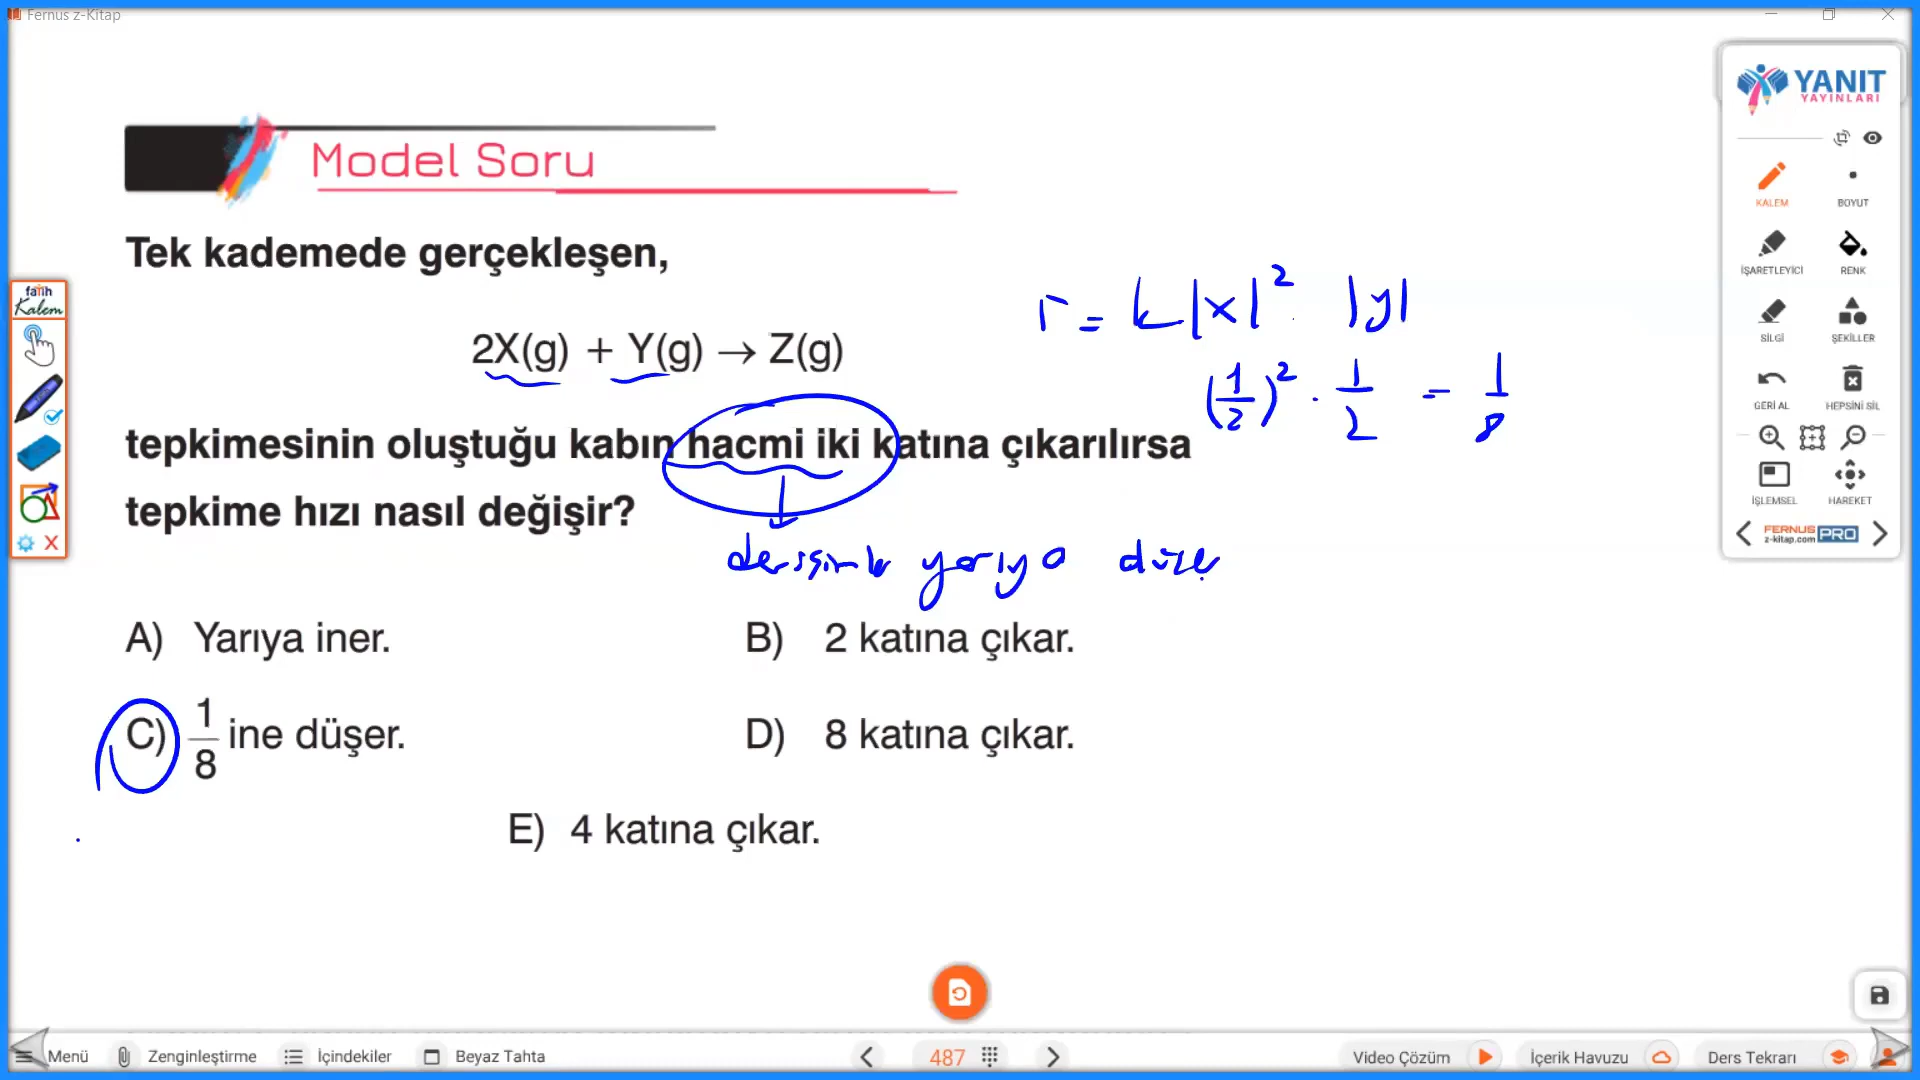 Fernus z-Kitap
YANIT
YAYINLARI
Model Soru
Tek kademede gerçekleşen,
2X(g) + Y(g) → Z(g)
r = k|x|² · |y|
(1/2)² · 1/2 = 1/8
tepkimesinin oluştuğu kabın hacmi iki katına çıkarılırsa
tepkime hızı nasıl değişir?
yarıya düşer
A) Yarıya iner.
B) 2 katına çıkar.
C) 1/8 ine düşer.
D) 8 katına çıkar.
E) 4 katına çıkar.
fatih
Kalem
KALEM
BOYUT
İŞARETLEYİCİ
RENK
SİLGİ
ŞEKİLLER
GERİ AL
HEPSİNİ SİL
İŞLEMSEL
HAREKET
FERNUS
z-kitap.com PRO
Menü
Zenginleştirme
İçindekiler
Beyaz Tahta
487
Video Çözüm
İçerik Havuzu
Ders Tekrarı